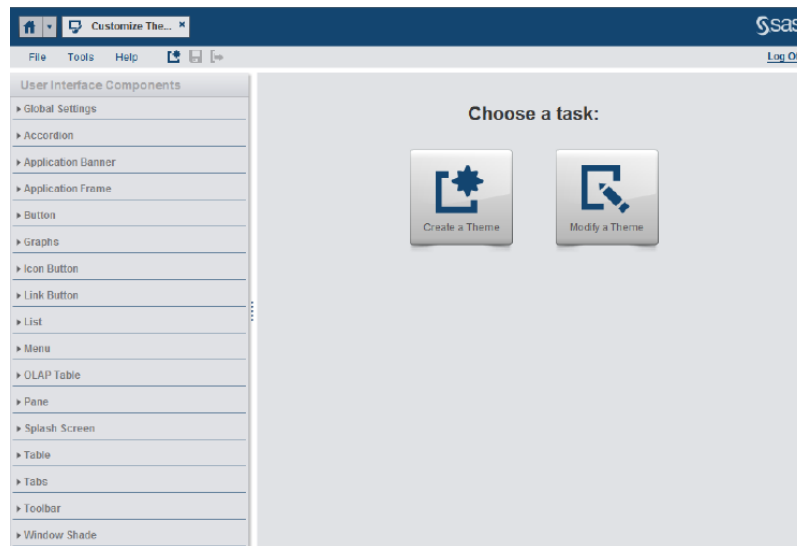 Customize The...
sas
File Tools Help
Log Of
User Interface Components
Global Settings
Accordion
Application Banner
Application Frame
Button
Graphs
Icon Button
Link Button
List
Menu
OLAP Table
Pane
Splash Screen
Table
Tabs
Toolbar
Window Shade
Choose a task:
Create a Theme
Modify a Theme